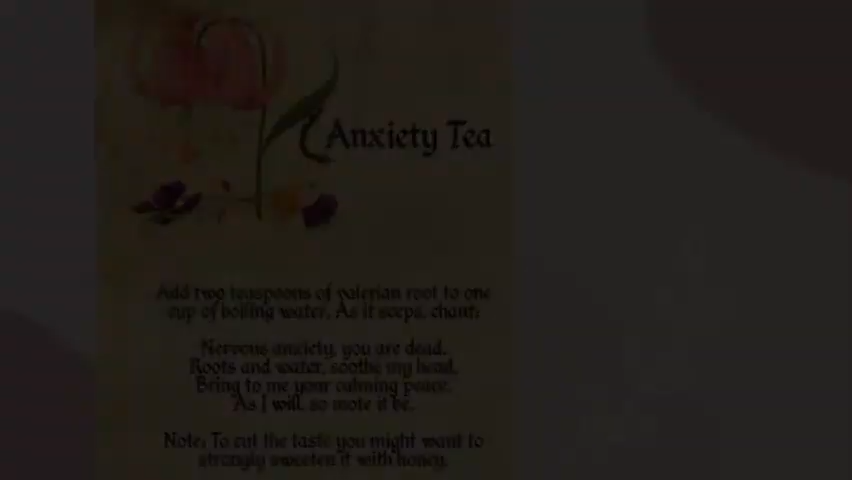 Anxiety Tea
Add two teaspoons of valerian root to one
cup of boiling water. As it steeps, chant:
Nervous anxiety, you are dead.
Roots and water, soothe my head.
Bring to me your calming peace.
As I will, so mote it be.
Note: To cut the taste you might want to
strongly sweeten it with honey.